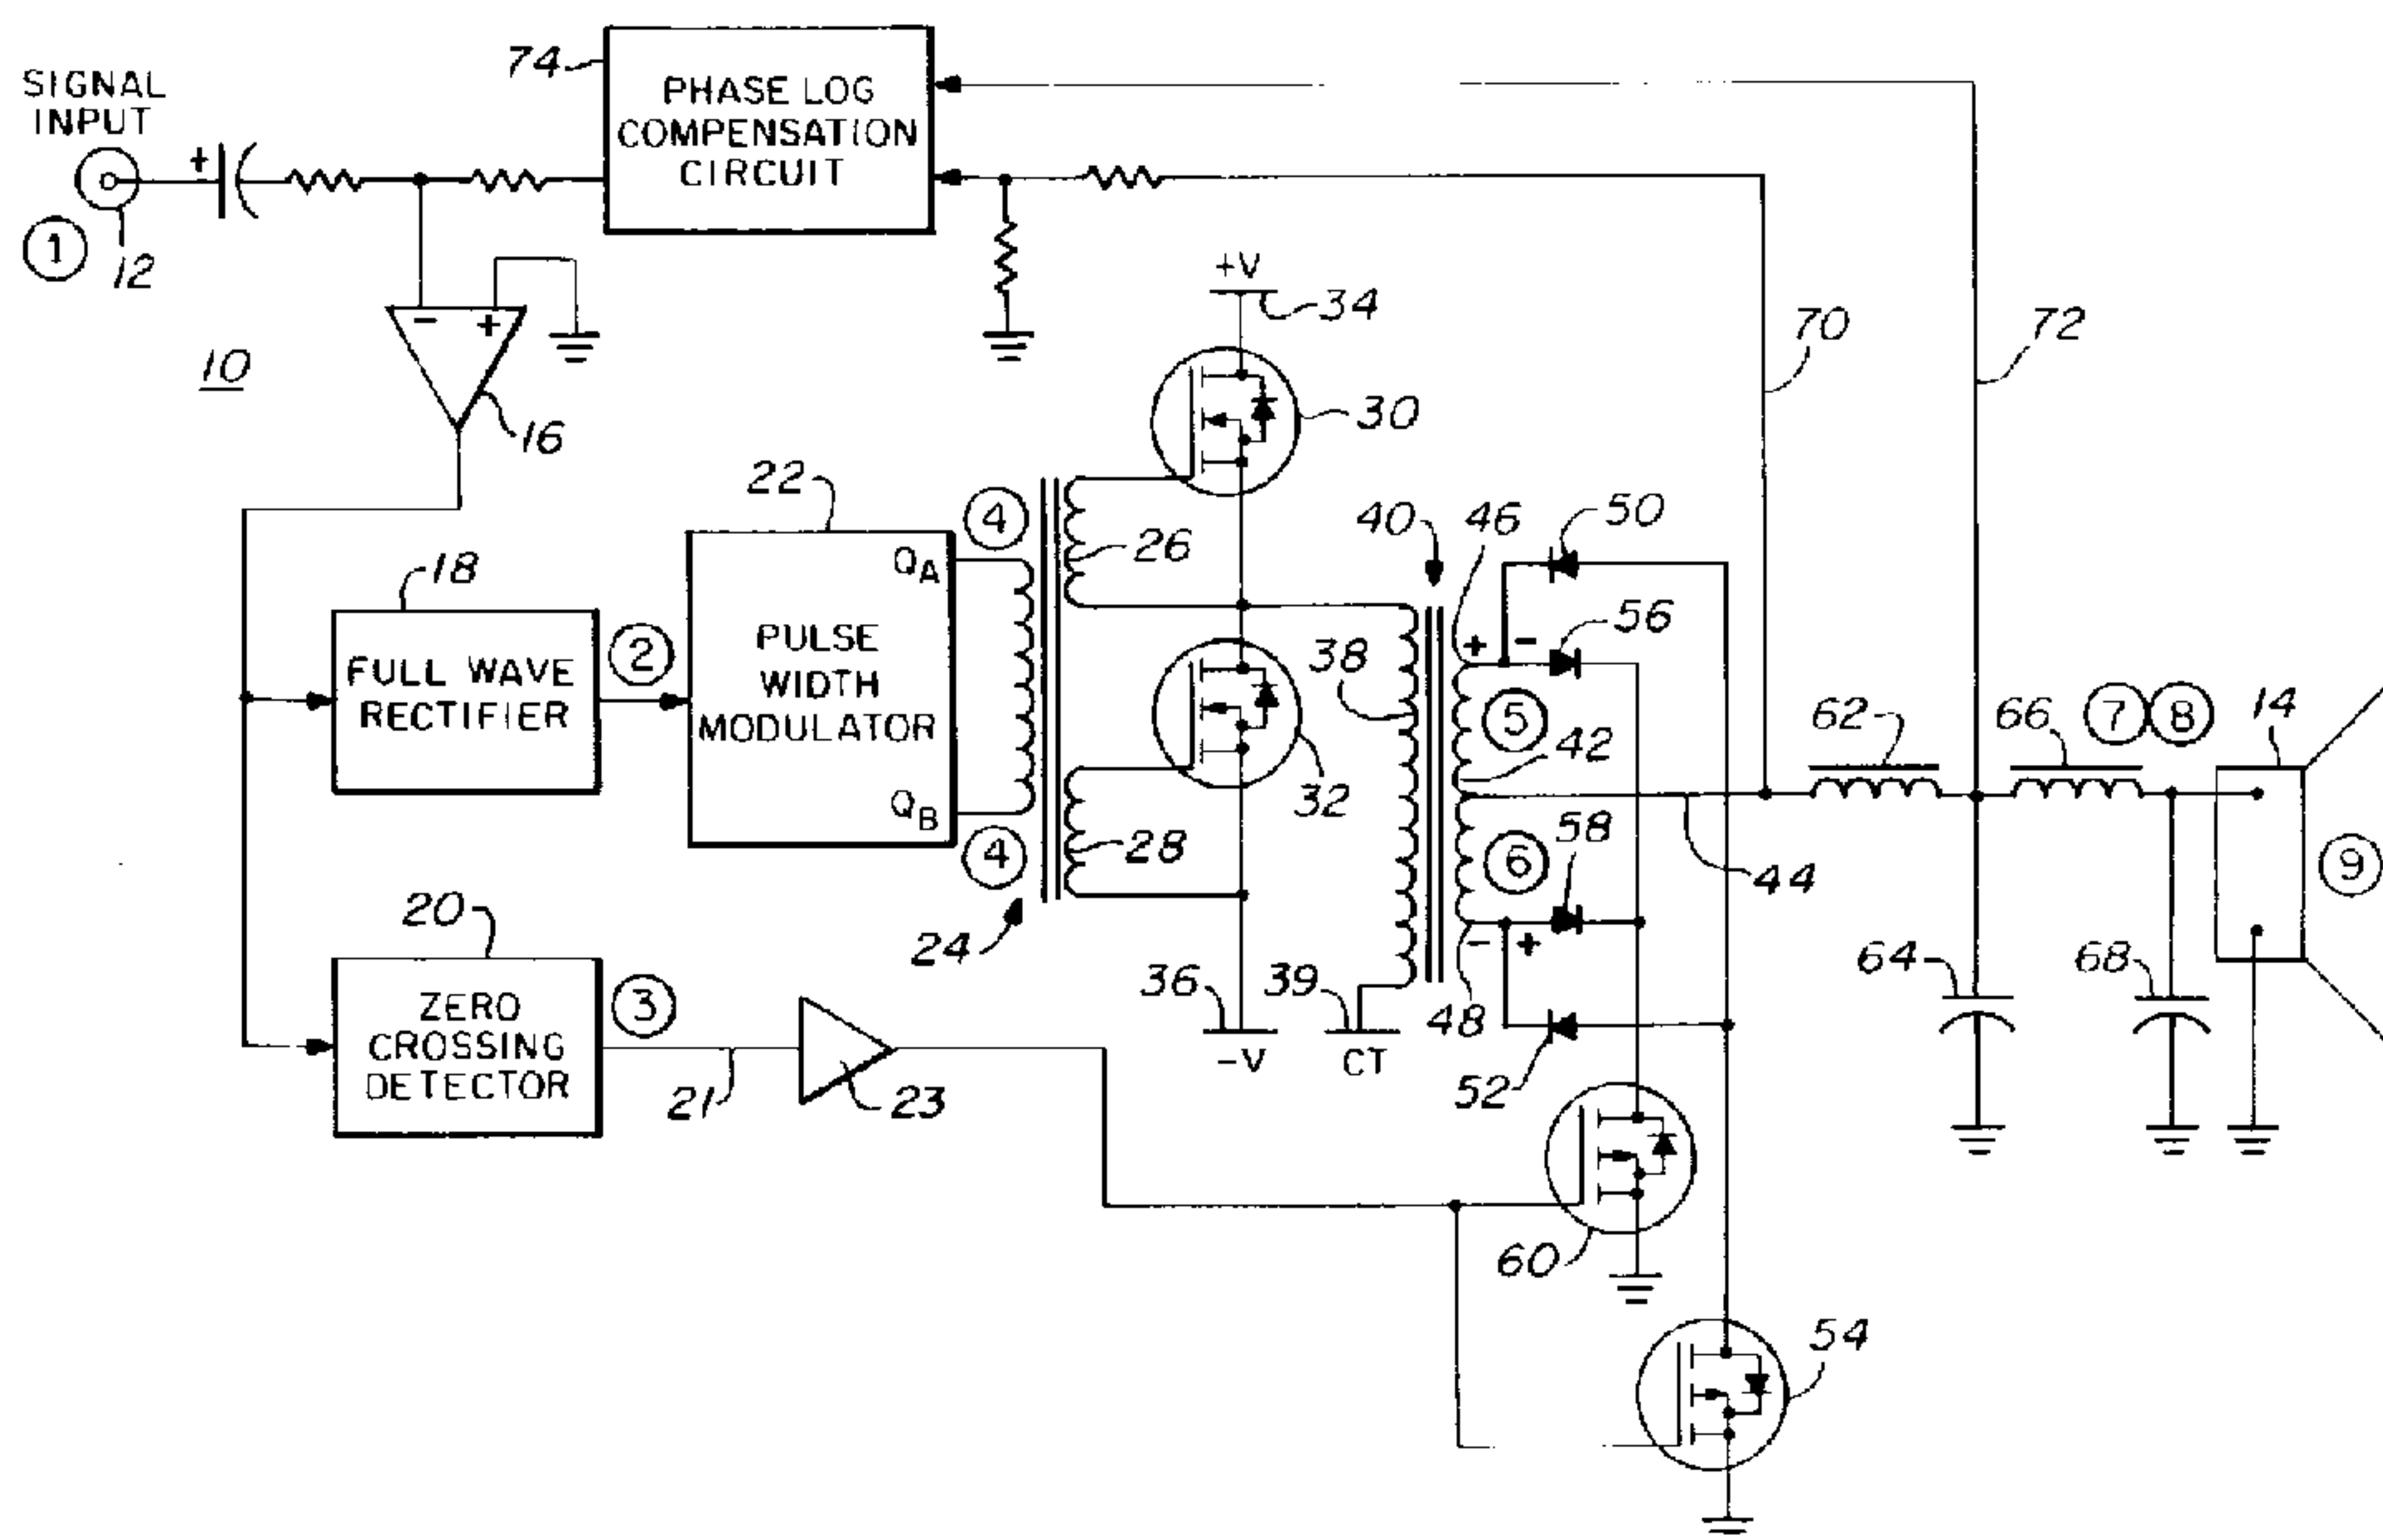 SIGNAL
INPUT
1
12
10
74
PHASE LOG
COMPENSATION
CIRCUIT
+
-
+
16
+V
34
30
70
72
22
4
26
40
46
50
18
QA
56
FULL WAVE
RECTIFIER
2
PULSE
WIDTH
MODULATOR
38
+
-
5
42
62
66
7
8
14
32
QB
4
28
6
58
44
9
24
20
ZERO
CROSSING
DETECTOR
3
21
23
36
-V
39
CT
-
+
48
52
64
68
60
54